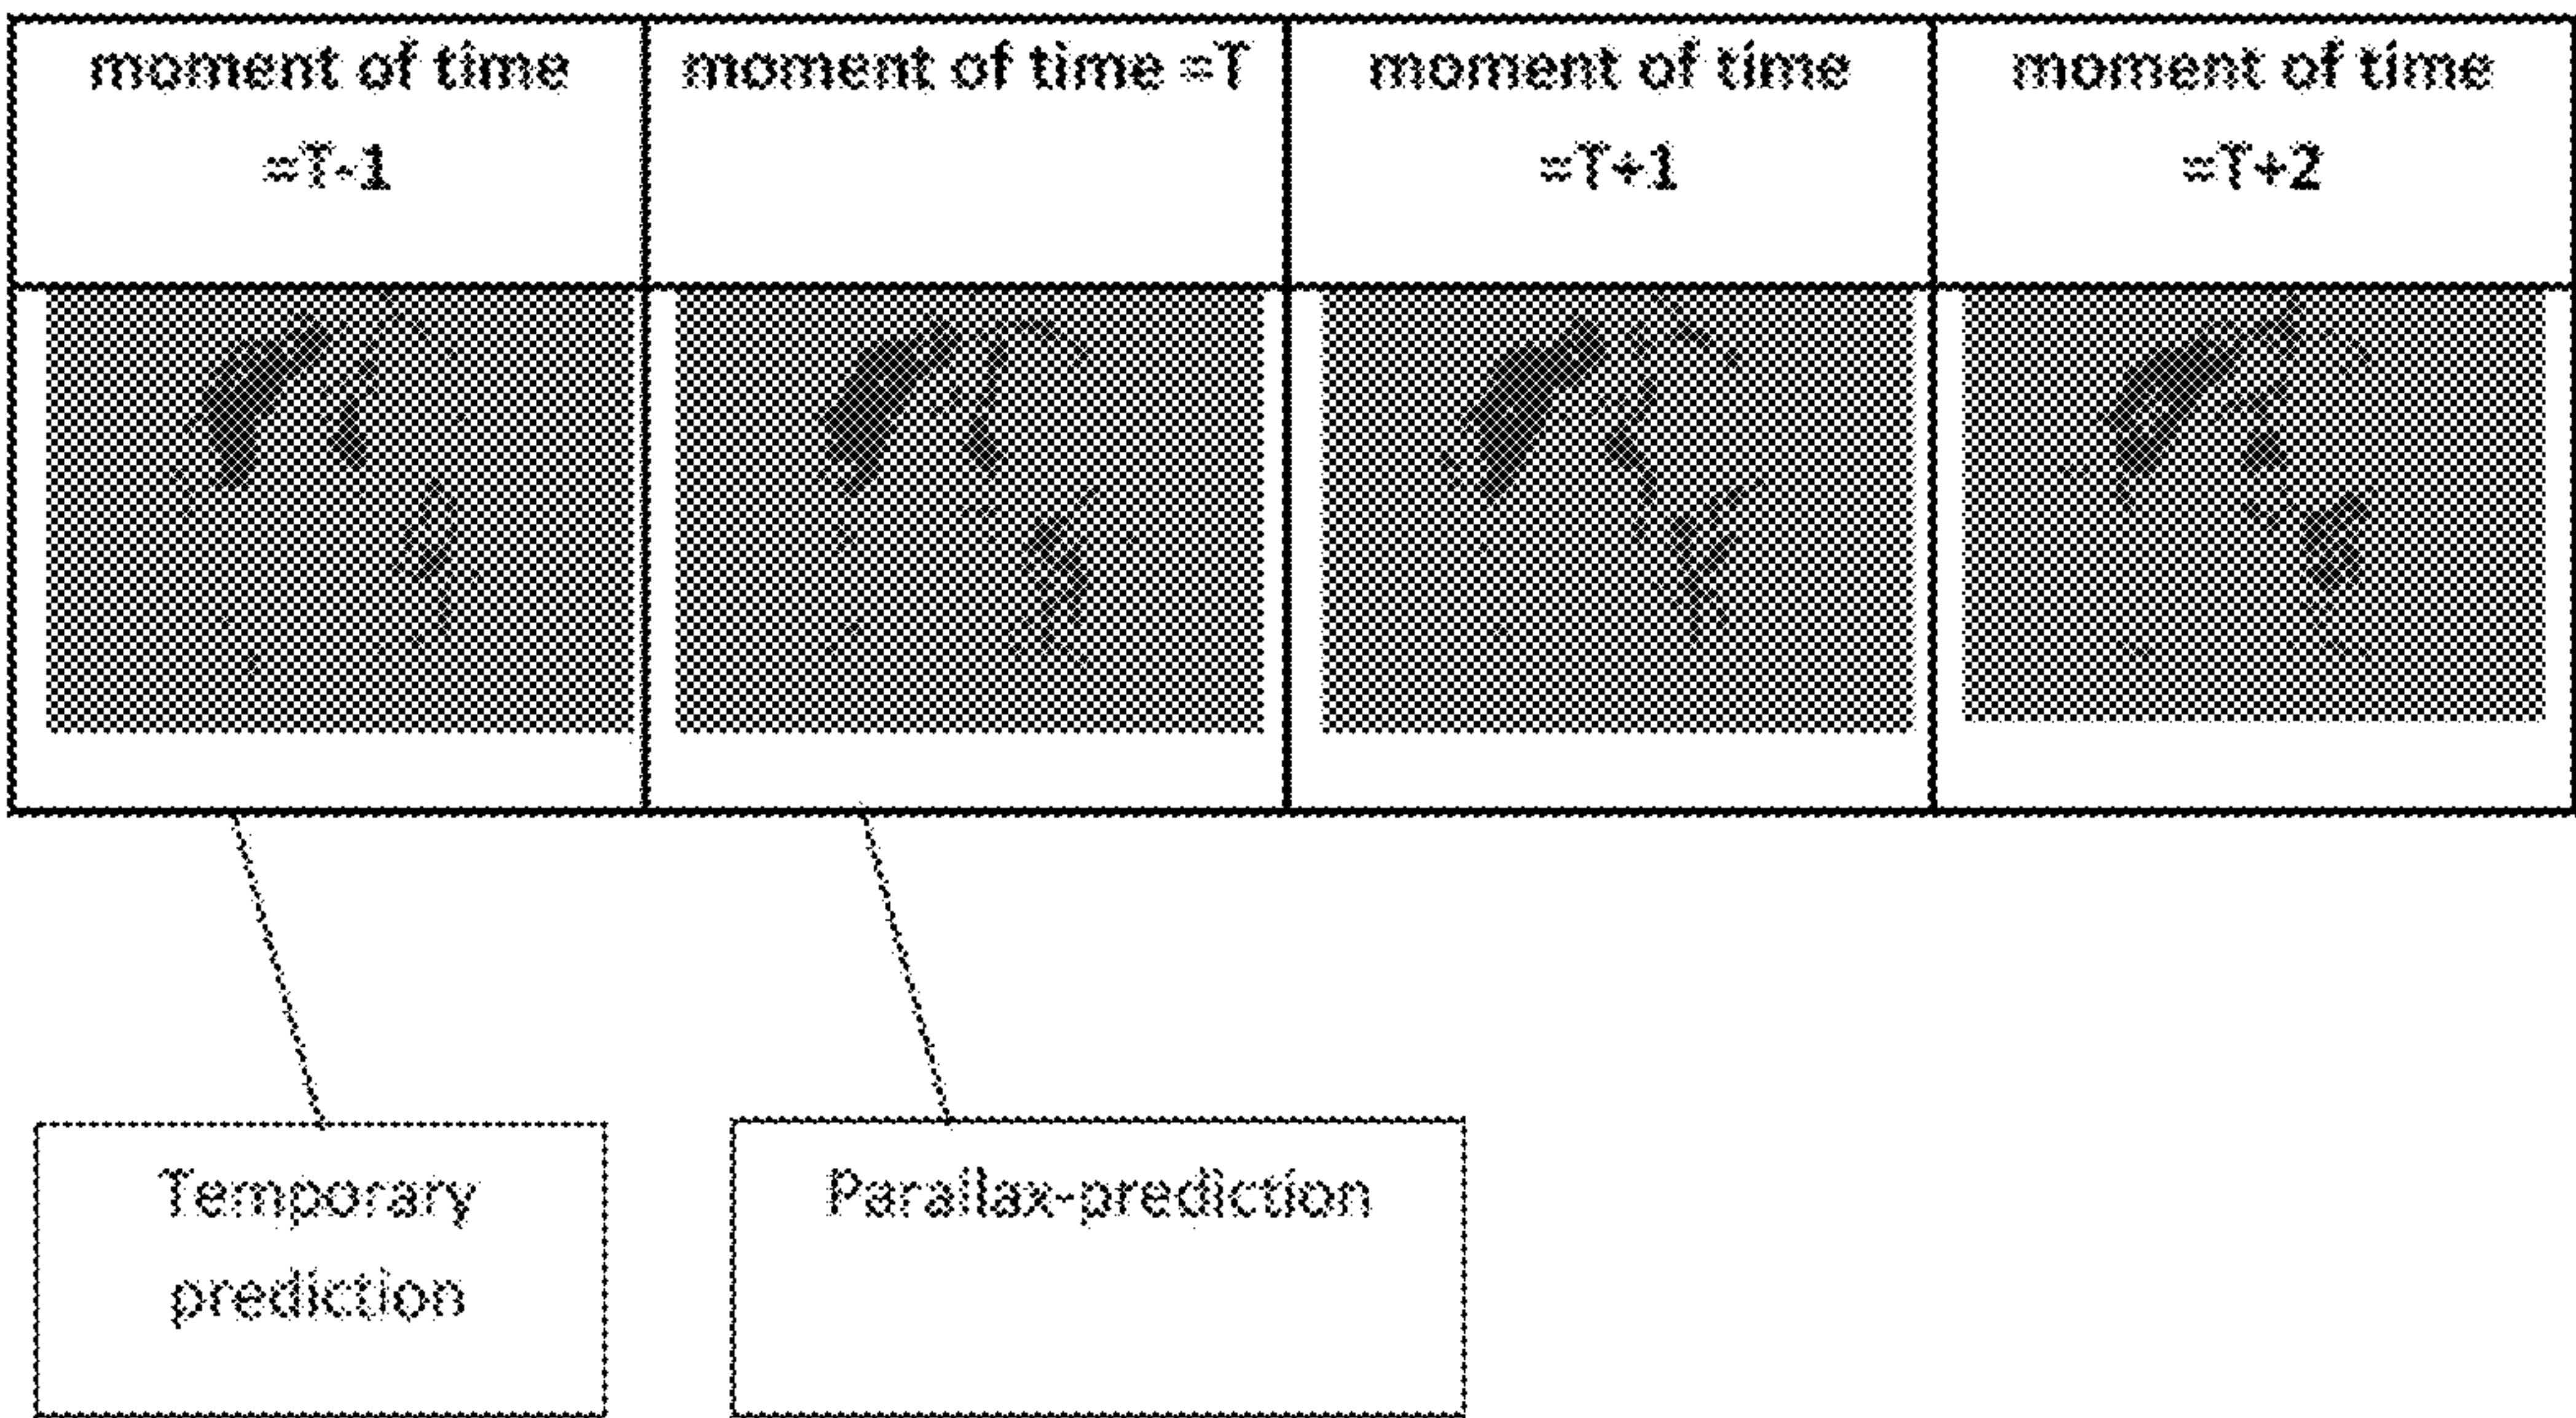 moment of time
=T-1
moment of time =T
moment of time
=T+1
moment of time
=T+2
Temporary
prediction
Parallax-prediction